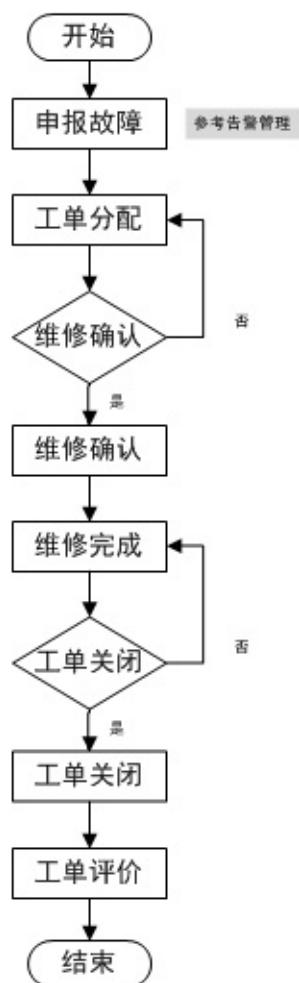 开始
申报故障
参考告警管理
工单分配
维修确认
否
是
维修确认
维修完成
工单关闭
否
是
工单关闭
工单评价
结束